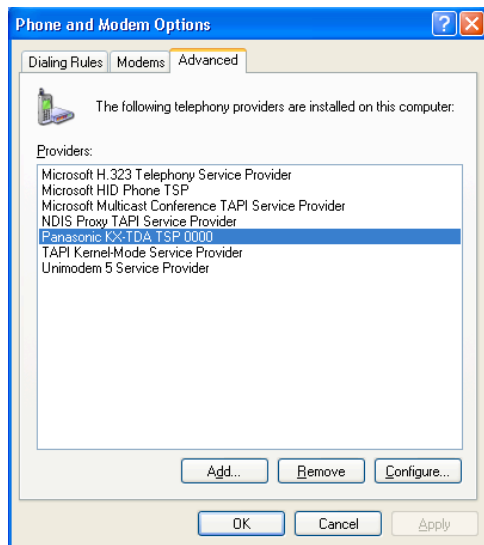 Phone and Modem Options
Dialing Rules Modems Advanced
The following telephony providers are installed on this computer:
Providers:
Microsoft H.323 Telephony Service Provider
Microsoft HID Phone TSP
Microsoft Multicast Conference TAPI Service Provider
NDIS Proxy TAPI Service Provider
Panasonic KX-TDA TSP 0000
TAPI Kernel-Mode Service Provider
Unimodem 5 Service Provider
Add... Remove Configure...
OK Cancel Apply